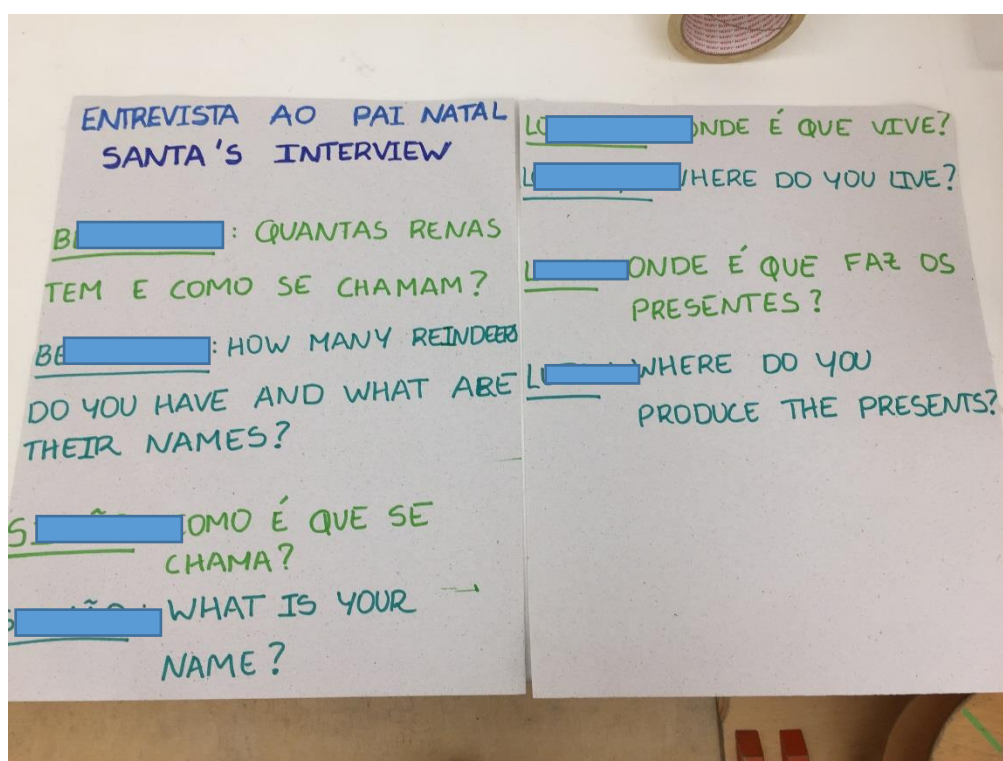 ENTREVISTA AO PAI NATAL
SANTA'S INTERVIEW
: QUANTAS RENAS
TEM E COMO SE CHAMAM?
: HOW MANY REINDEERS
DO YOU HAVE AND WHAT ARE
THEIR NAMES?
COMO É QUE SE
CHAMA?
WHAT IS YOUR
NAME?
ONDE É QUE VIVE?
WHERE DO YOU LIVE?
ONDE É QUE FAZ OS
PRESENTES?
WHERE DO YOU
PRODUCE THE PRESENTS?